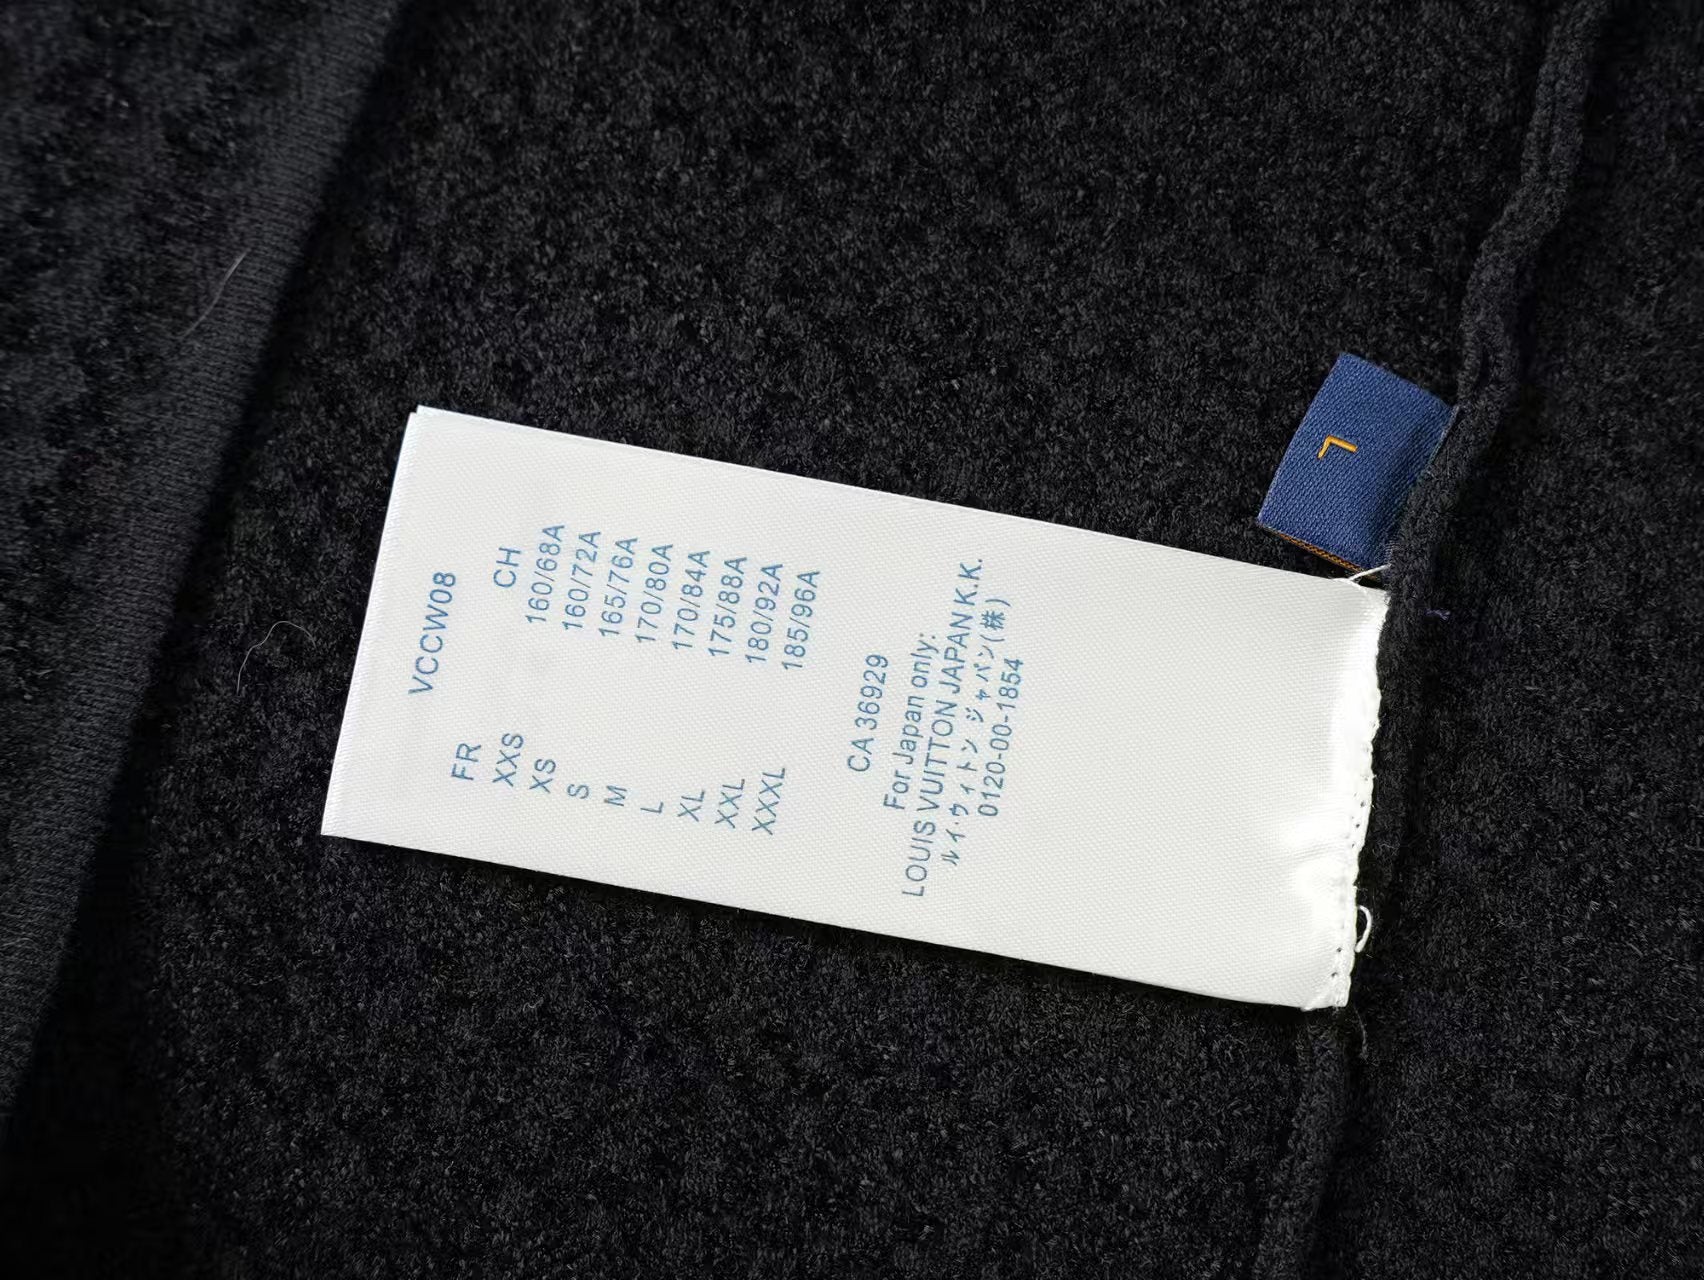 VCCW08
FR CH
XXS 160/68A
XS 160/72A
S 165/76A
M 170/80A
L 170/84A
XL 175/88A
XXL 180/92A
XXXL 185/96A
CA 36929
For Japan only:
LOUIS VUITTON JAPAN K.K.
ルイ・ヴィトン ジャパン(株)
0120-00-1854
L